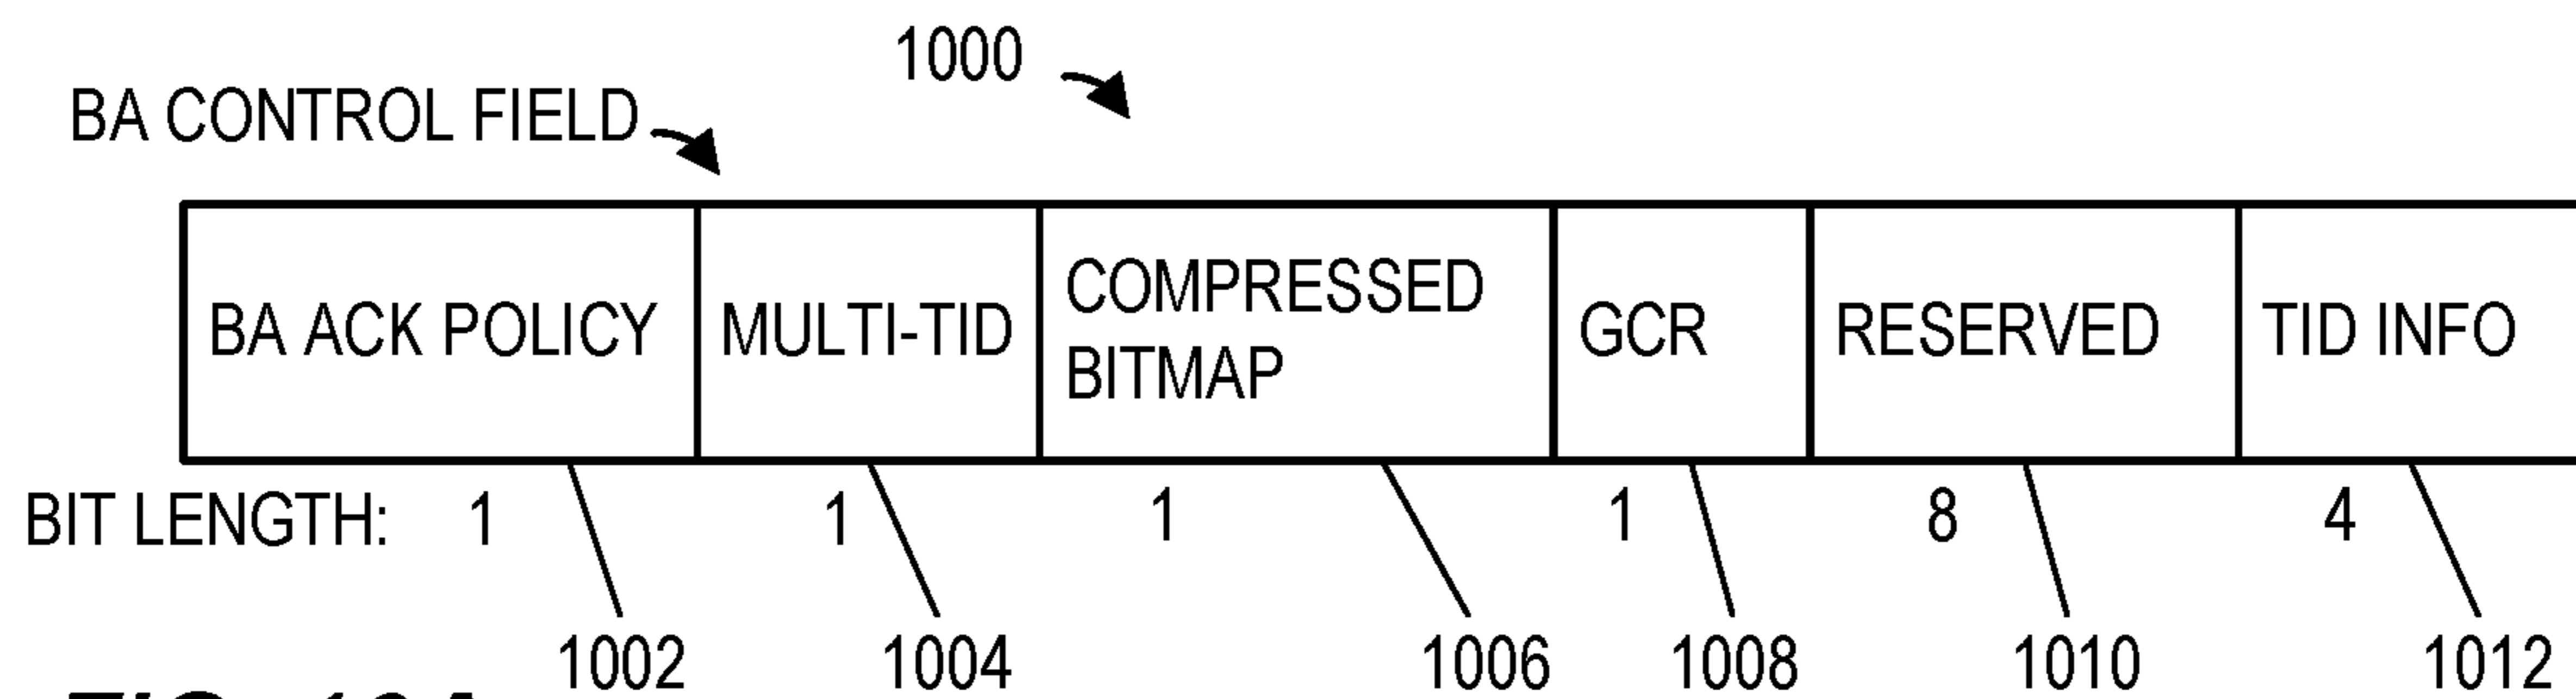 1000
BA CONTROL FIELD
BA ACK POLICY MULTI-TID COMPRESSED BITMAP GCR RESERVED TID INFO
BIT LENGTH: 1 1 1 1 8 4
1002 1004 1006 1008 1010 1012